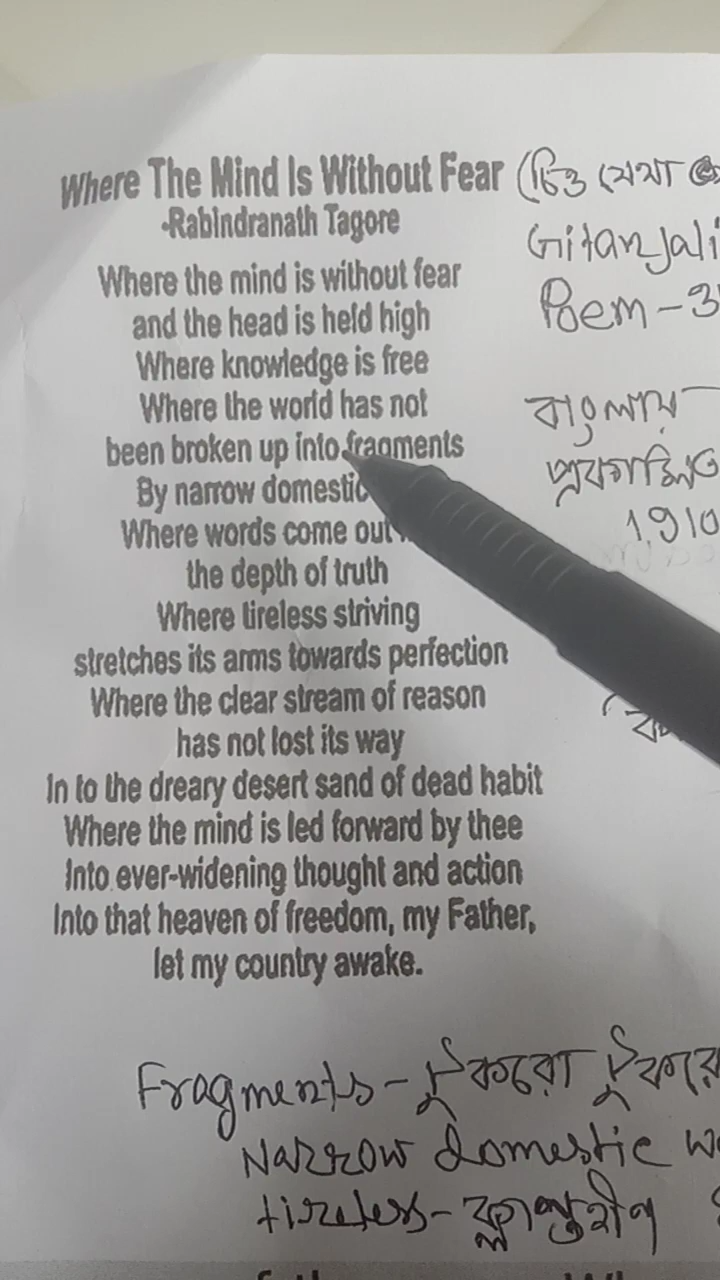 Where The Mind Is Without Fear (চিত্ত যেথা
-Rabindranath Tagore
Gitanjali
Where the mind is without fear
and the head is held high
Poem - 3
Where knowledge is free
Where the world has not
বাংলায়
been broken up into fragments
প্রকাশিত
By narrow domestic
1910
Where words come out
the depth of truth
Where tireless striving
stretches its arms towards perfection
Where the clear stream of reason
has not lost its way
In to the dreary desert sand of dead habit
Where the mind is led forward by thee
Into ever-widening thought and action
Into that heaven of freedom, my Father,
let my country awake.
Fragments - টুকরো টুকরো
Narrow domestic
tireless - ক্লান্তহীন